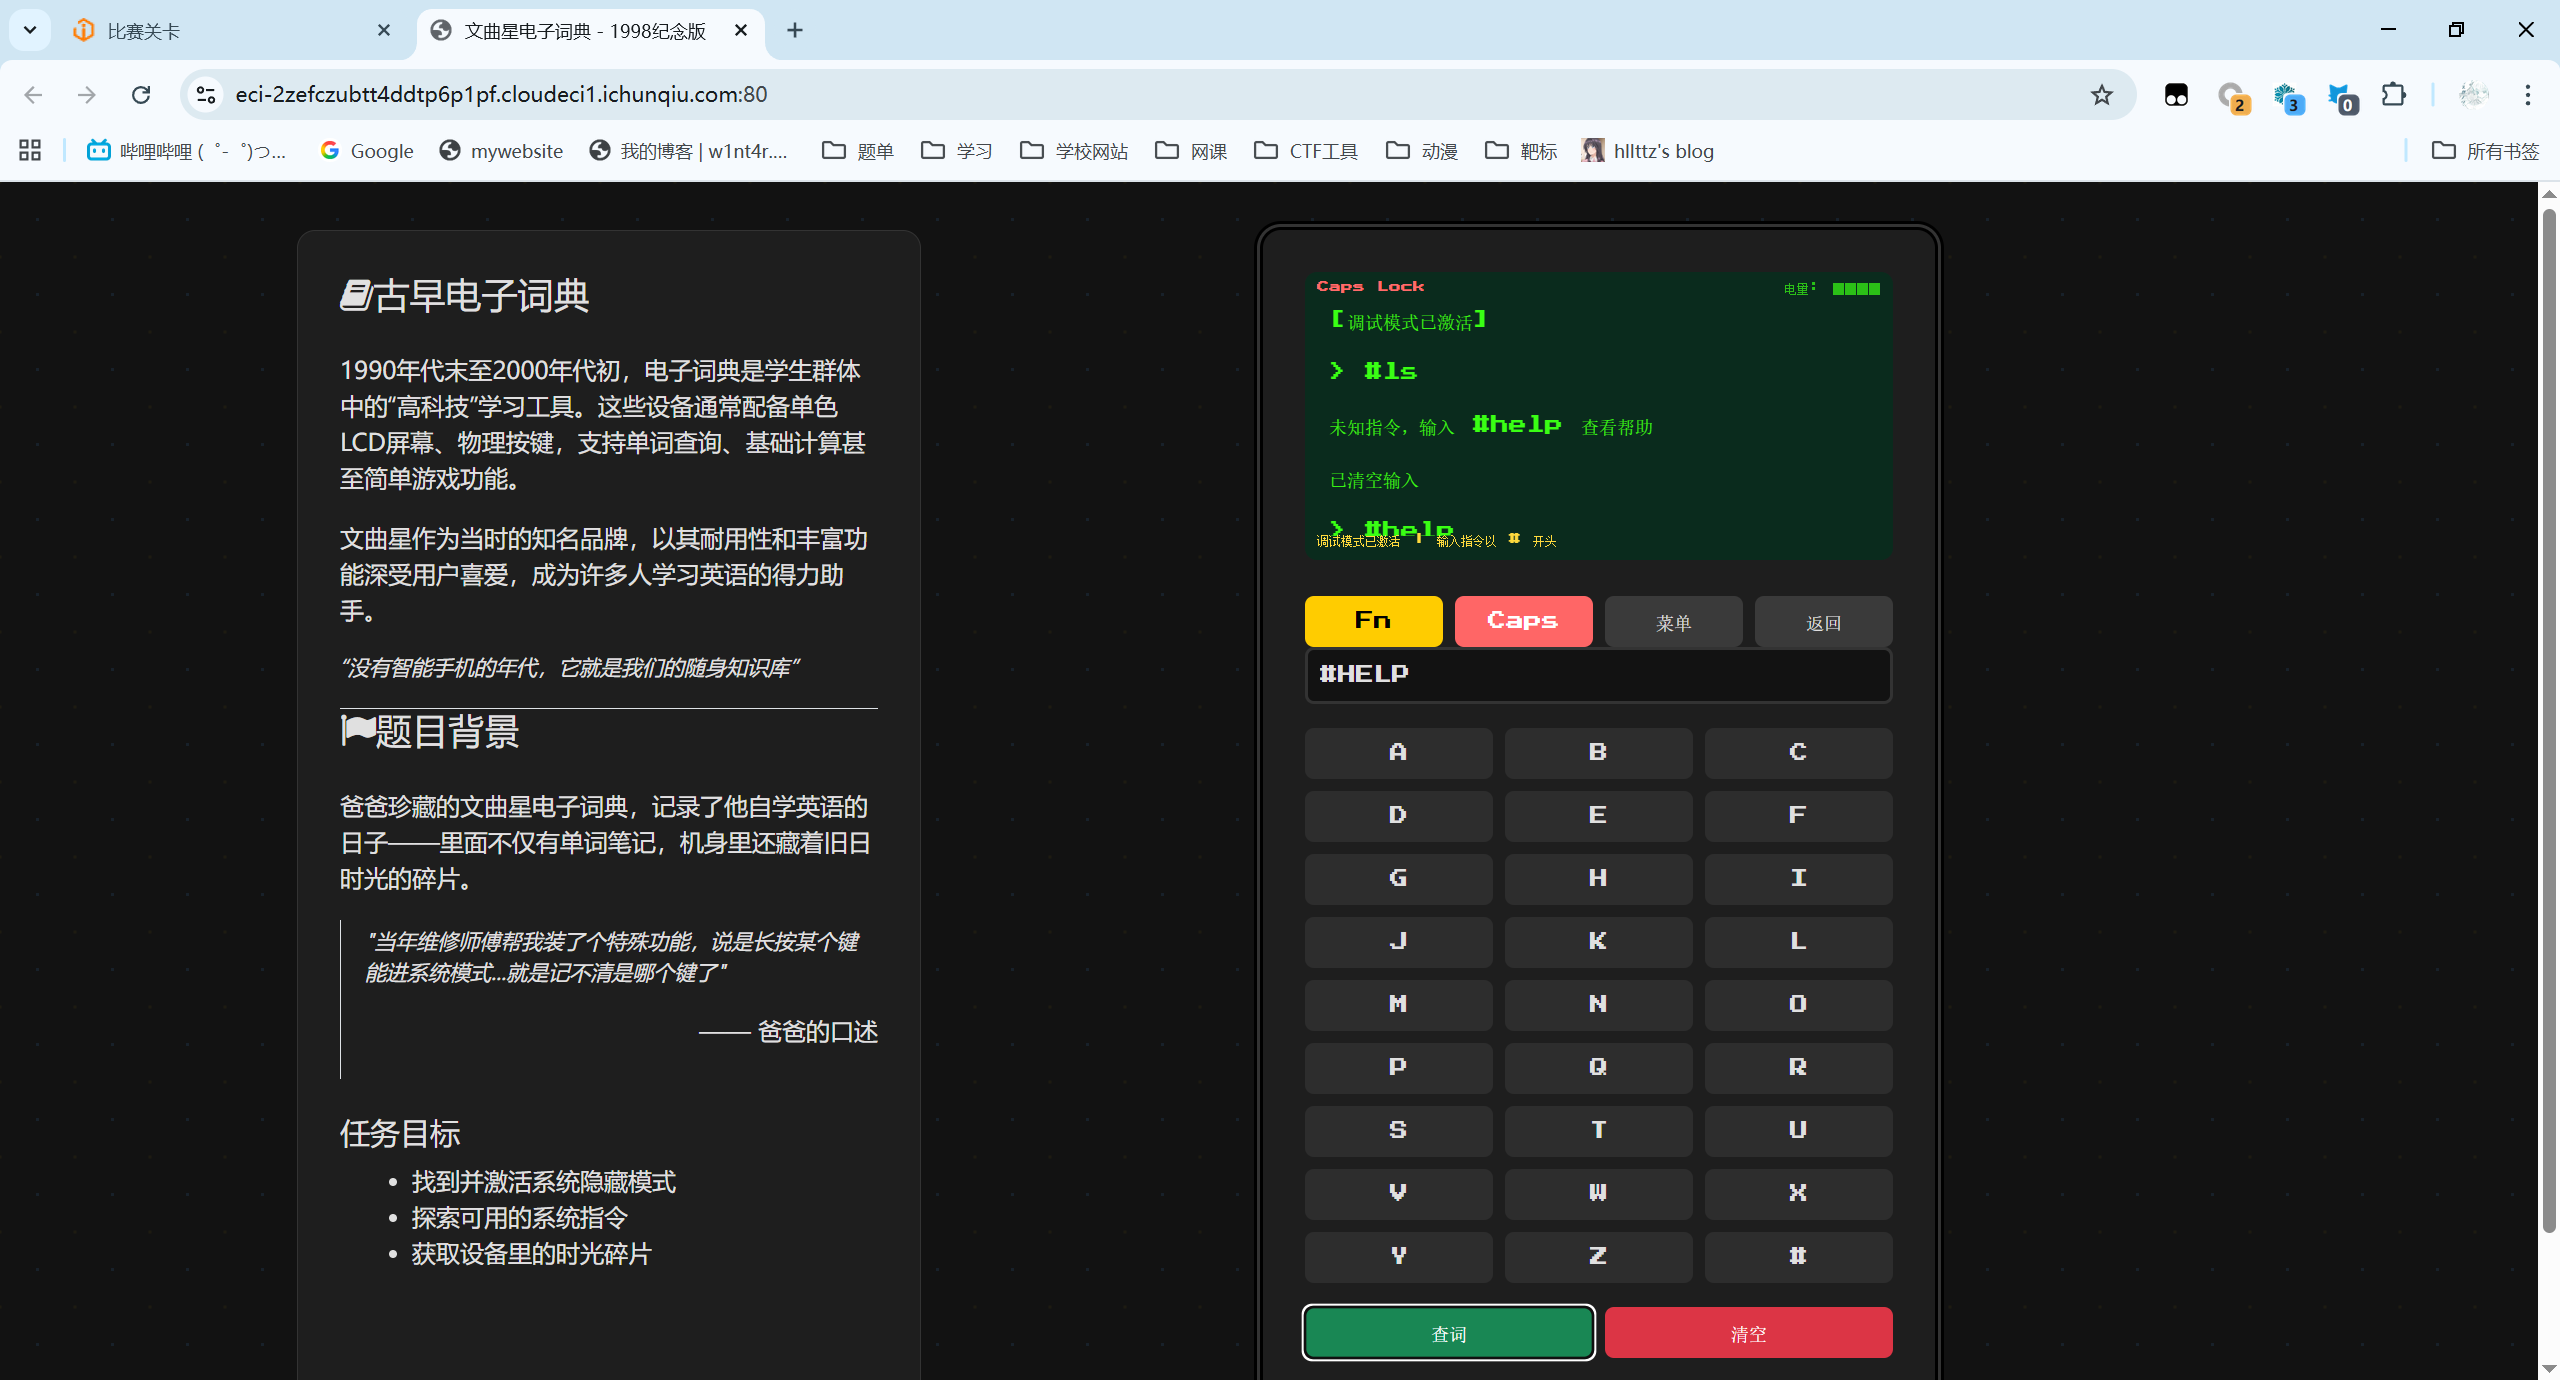 比赛关卡
文曲星电子词典 - 1998纪念版
eci-2zefczubtt4ddtp6p1pf.cloudeci1.ichunqiu.com:80
2
3
0
哔哩哔哩 ( ゜- ゜)つ...
Google
mywebsite
我的博客 | w1nt4r....
题单
学习
学校网站
网课
CTF工具
动漫
靶标
hllttz's blog
所有书签
古早电子词典
1990年代末至2000年代初，电子词典是学生群体
中的“高科技”学习工具。这些设备通常配备单色
LCD屏幕、物理按键，支持单词查询、基础计算甚
至简单游戏功能。
文曲星作为当时的知名品牌，以其耐用性和丰富功
能深受用户喜爱，成为许多人学习英语的得力助
手。
“没有智能手机的年代，它就是我们的随身知识库”
题目背景
爸爸珍藏的文曲星电子词典，记录了他自学英语的
日子——里面不仅有单词笔记，机身里还藏着旧日
时光的碎片。
"当年维修师傅帮我装了个特殊功能，说是长按某个键
能进系统模式...就是记不清是哪个键了"
—— 爸爸的口述
任务目标
• 找到并激活系统隐藏模式
• 探索可用的系统指令
• 获取设备里的时光碎片
Caps Lock
电量: ████
[调试模式已激活]
> #ls
未知指令，输入 #help 查看帮助
已清空输入
> #help
调试模式已激活 | 输入指令以 # 开头
Fn
Caps
菜单
返回
#HELP
A B C
D E F
G H I
J K L
M N O
P Q R
S T U
V W X
Y Z #
查词
清空